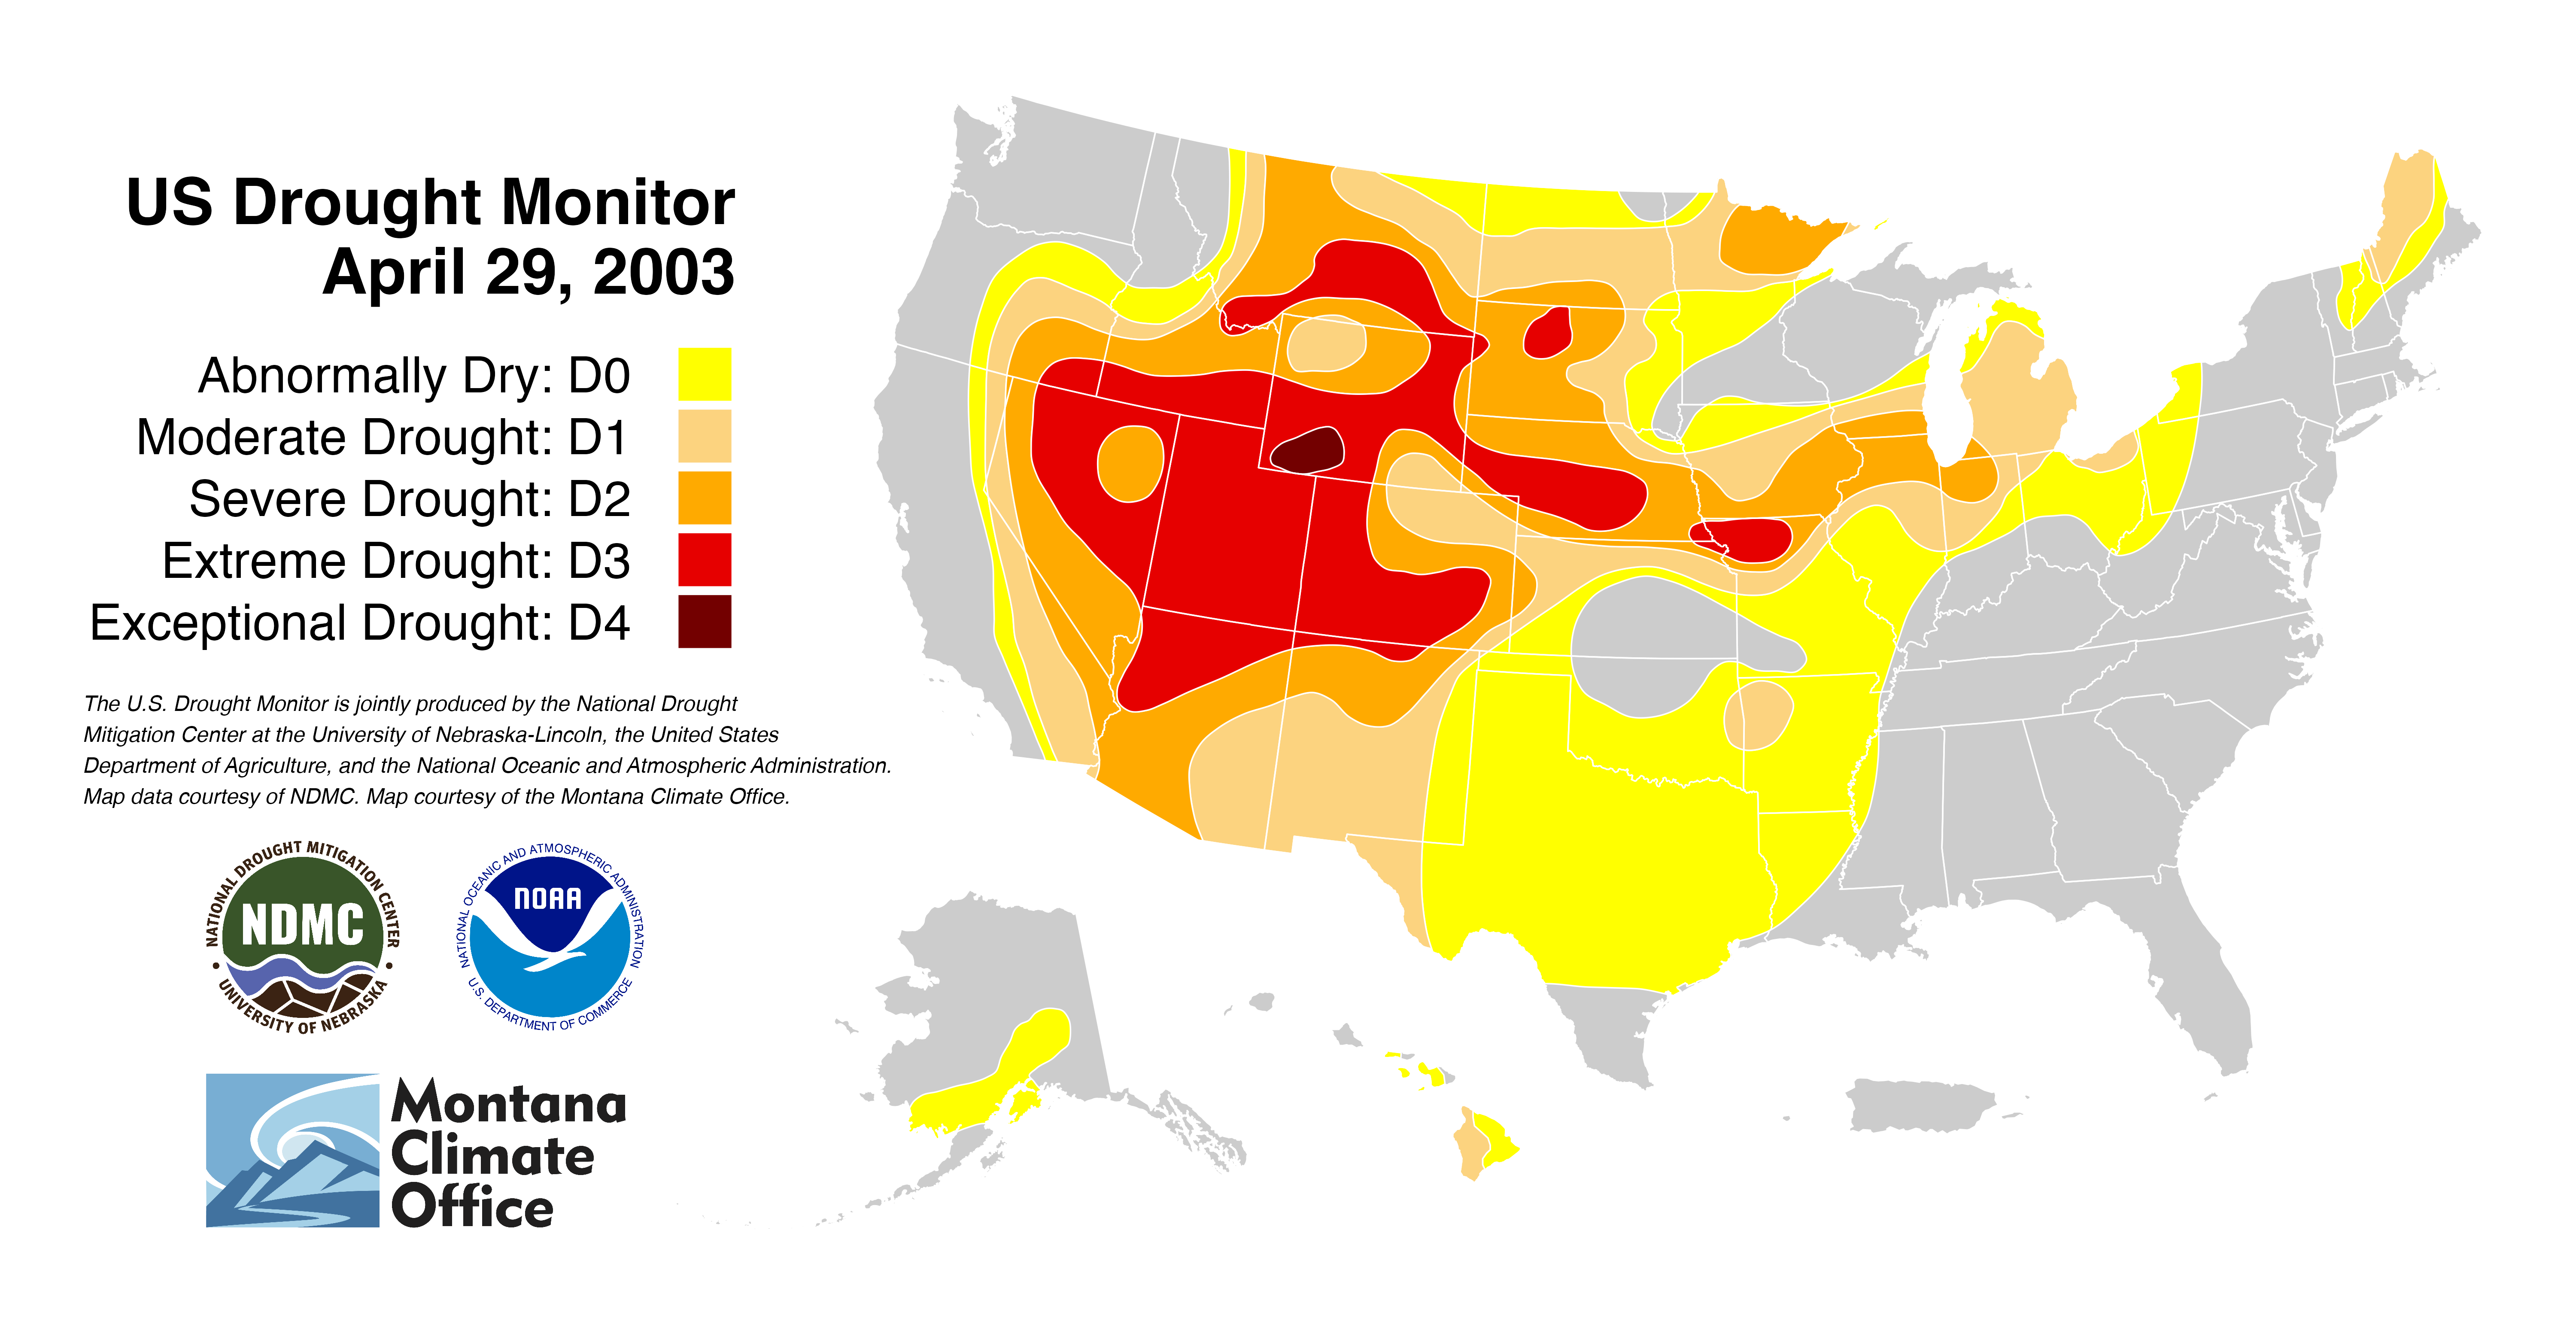 US Drought Monitor
April 29, 2003
Abnormally Dry: D0
Moderate Drought: D1
Severe Drought: D2
Extreme Drought: D3
Exceptional Drought: D4
The U.S. Drought Monitor is jointly produced by the National Drought
Mitigation Center at the University of Nebraska-Lincoln, the United States
Department of Agriculture, and the National Oceanic and Atmospheric Administration.
Map data courtesy of NDMC. Map courtesy of the Montana Climate Office.
NATIONAL DROUGHT MITIGATION CENTER
NDMC
• UNIVERSITY OF NEBRASKA •
NATIONAL OCEANIC AND ATMOSPHERIC ADMINISTRATION
NOAA
U.S. DEPARTMENT OF COMMERCE
Montana
Climate
Office